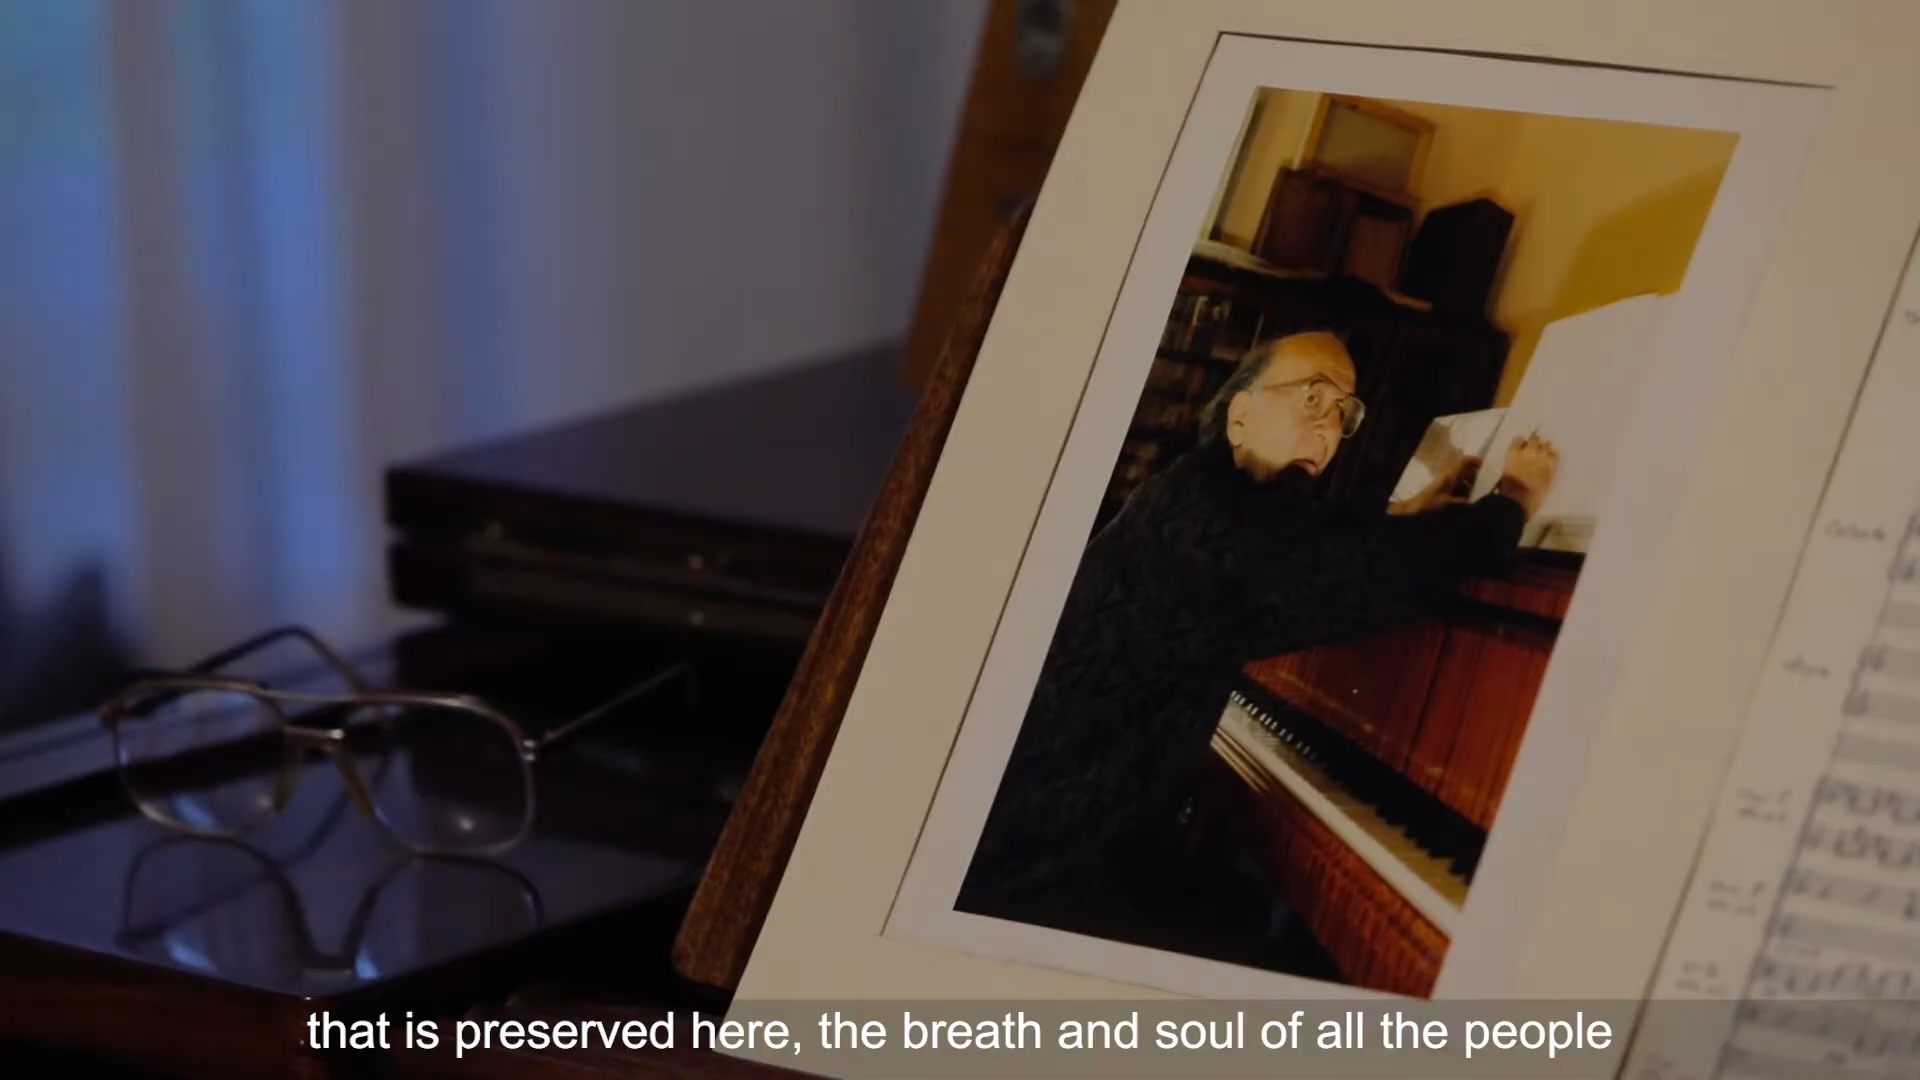 that is preserved here, the breath and soul of all the people